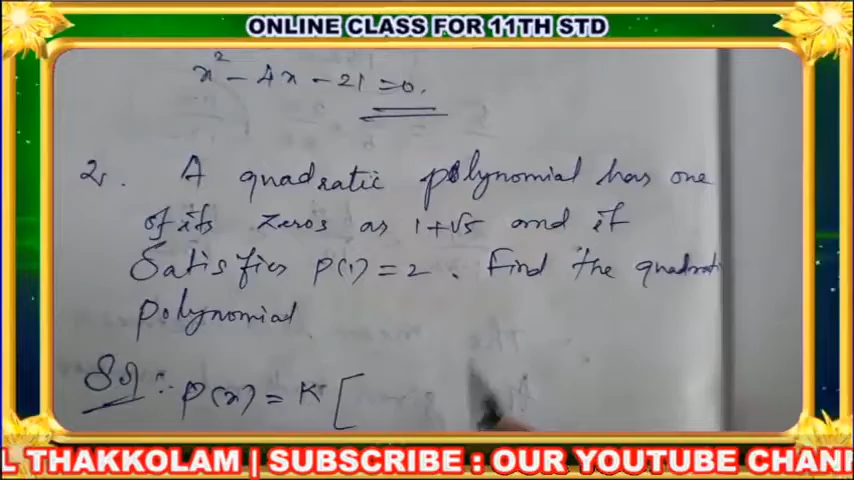 ONLINE CLASS FOR 11TH STD
x² - 4x - 21 = 0.
2. A quadratic polynomial has one
of its zeros as 1+√5 and it
Satisfies P(1) = 2. Find the quadrati
polynomial
Sol :- P(x) = K [
L THAKKOLAM | SUBSCRIBE : OUR YOUTUBE CHANN